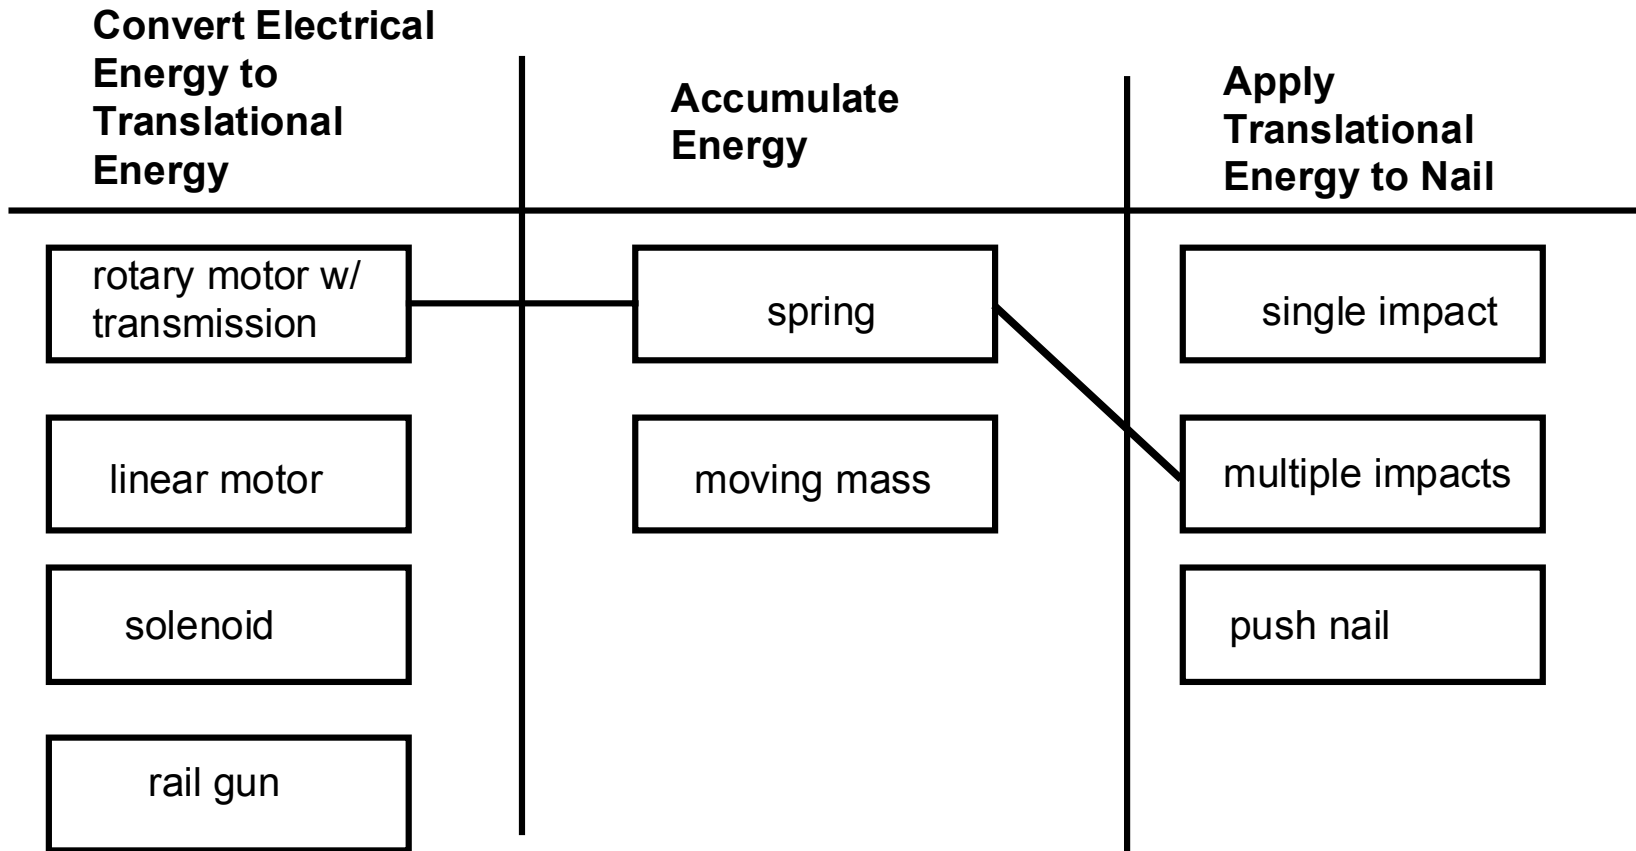 Convert Electrical
Energy to
Translational
Energy
Accumulate
Energy
Apply
Translational
Energy to Nail
rotary motor w/
transmission
spring
single impact
linear motor
moving mass
multiple impacts
solenoid
push nail
rail gun